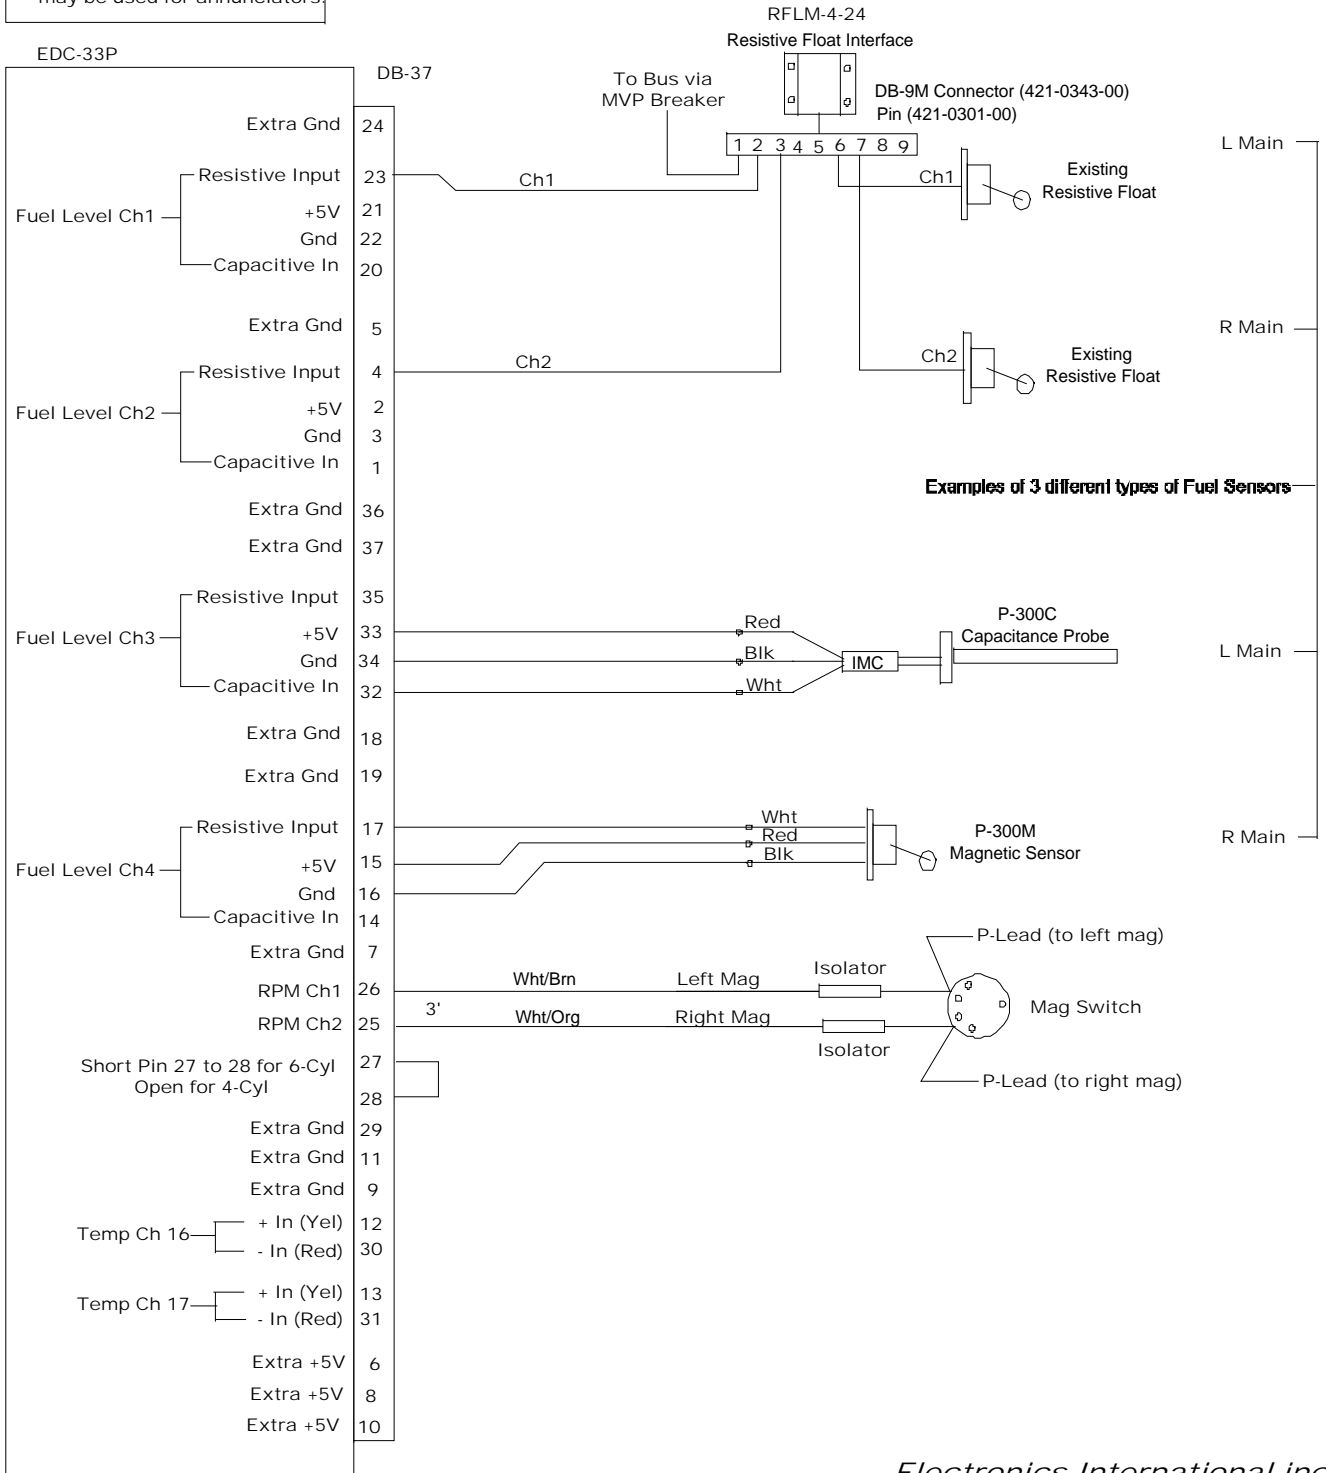 may be used for annunciators.
RFLM-4-24
Resistive Float Interface
EDC-33P
DB-37
To Bus via
MVP Breaker
DB-9M Connector (421-0343-00)
Pin (421-0301-00)
1 2 3 4 5 6 7 8 9
Extra Gnd 24
L Main
Resistive Input 23
Ch1
Ch1
Existing
Resistive Float
Fuel Level Ch1
+5V 21
Gnd 22
Capacitive In 20
Extra Gnd 5
R Main
Resistive Input 4
Ch2
Ch2
Existing
Resistive Float
Fuel Level Ch2
+5V 2
Gnd 3
Capacitive In 1
Examples of 3 different types of Fuel Sensors
Extra Gnd 36
Extra Gnd 37
Resistive Input 35
Fuel Level Ch3
+5V 33
Red
P-300C
Capacitance Probe
Gnd 34
Blk
IMC
L Main
Capacitive In 32
Wht
Extra Gnd 18
Extra Gnd 19
Resistive Input 17
Wht
Red
Blk
P-300M
Magnetic Sensor
R Main
Fuel Level Ch4
+5V 15
Gnd 16
Capacitive In 14
Extra Gnd 7
P-Lead (to left mag)
RPM Ch1 26
Wht/Brn
Left Mag
Isolator
3'
Mag Switch
RPM Ch2 25
Wht/Org
Right Mag
Isolator
P-Lead (to right mag)
Short Pin 27 to 28 for 6-Cyl
Open for 4-Cyl
27
28
Extra Gnd 29
Extra Gnd 11
Extra Gnd 9
Temp Ch 16
+ In (Yel) 12
- In (Red) 30
Temp Ch 17
+ In (Yel) 13
- In (Red) 31
Extra +5V 6
Extra +5V 8
Extra +5V 10
Electronics International inc